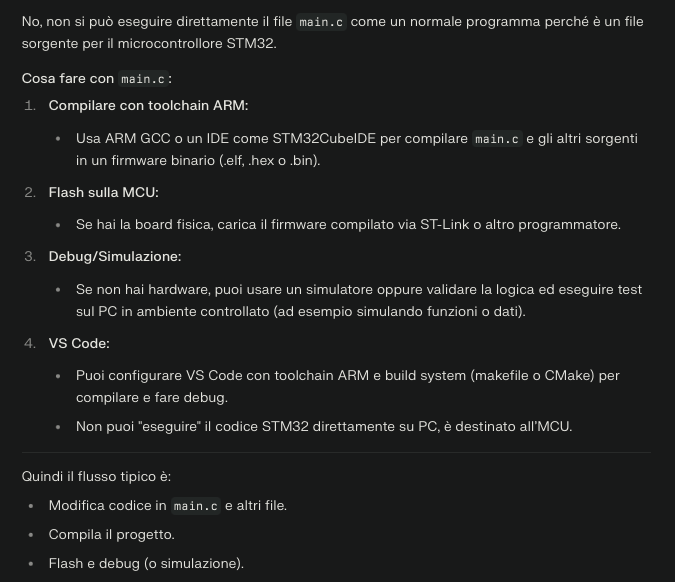 No, non si può eseguire direttamente il file main.c come un normale programma perché è un file
sorgente per il microcontrollore STM32.
Cosa fare con main.c:
1. Compilare con toolchain ARM:
• Usa ARM GCC o un IDE come STM32CubeIDE per compilare main.c e gli altri sorgenti
in un firmware binario (.elf, .hex o .bin).
2. Flash sulla MCU:
• Se hai la board fisica, carica il firmware compilato via ST-Link o altro programmatore.
3. Debug/Simulazione:
• Se non hai hardware, puoi usare un simulatore oppure validare la logica ed eseguire test
sul PC in ambiente controllato (ad esempio simulando funzioni o dati).
4. VS Code:
• Puoi configurare VS Code con toolchain ARM e build system (makefile o CMake) per
compilare e fare debug.
• Non puoi "eseguire" il codice STM32 direttamente su PC, è destinato all'MCU.
Quindi il flusso tipico è:
• Modifica codice in main.c e altri file.
• Compila il progetto.
• Flash e debug (o simulazione).